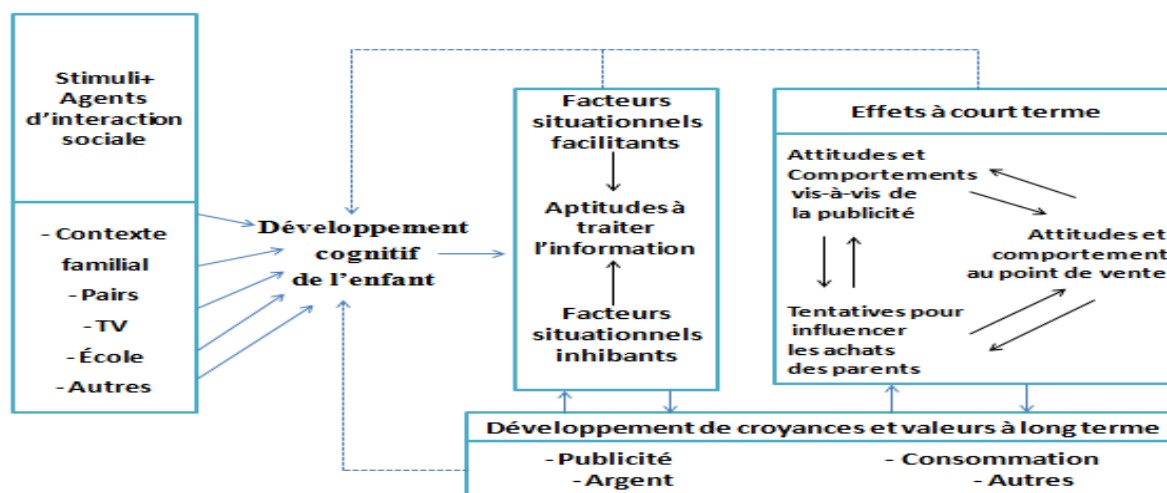 Stimuli+
Agents
d'interaction
sociale
- Contexte
familial
- Pairs
- TV
- École
- Autres
Développement
cognitif
de l'enfant
Facteurs
situationnels
facilitants
Aptitudes à
traiter
l'information
Facteurs
situationnels
inhibants
Effets à court terme
Attitudes et
Comportements
vis-à-vis de
la publicité
Attitudes et
comportement
au point de vente
Tentatives pour
influencer
les achats
des parents
Développement de croyances et valeurs à long terme
- Publicité
- Argent
- Consommation
- Autres